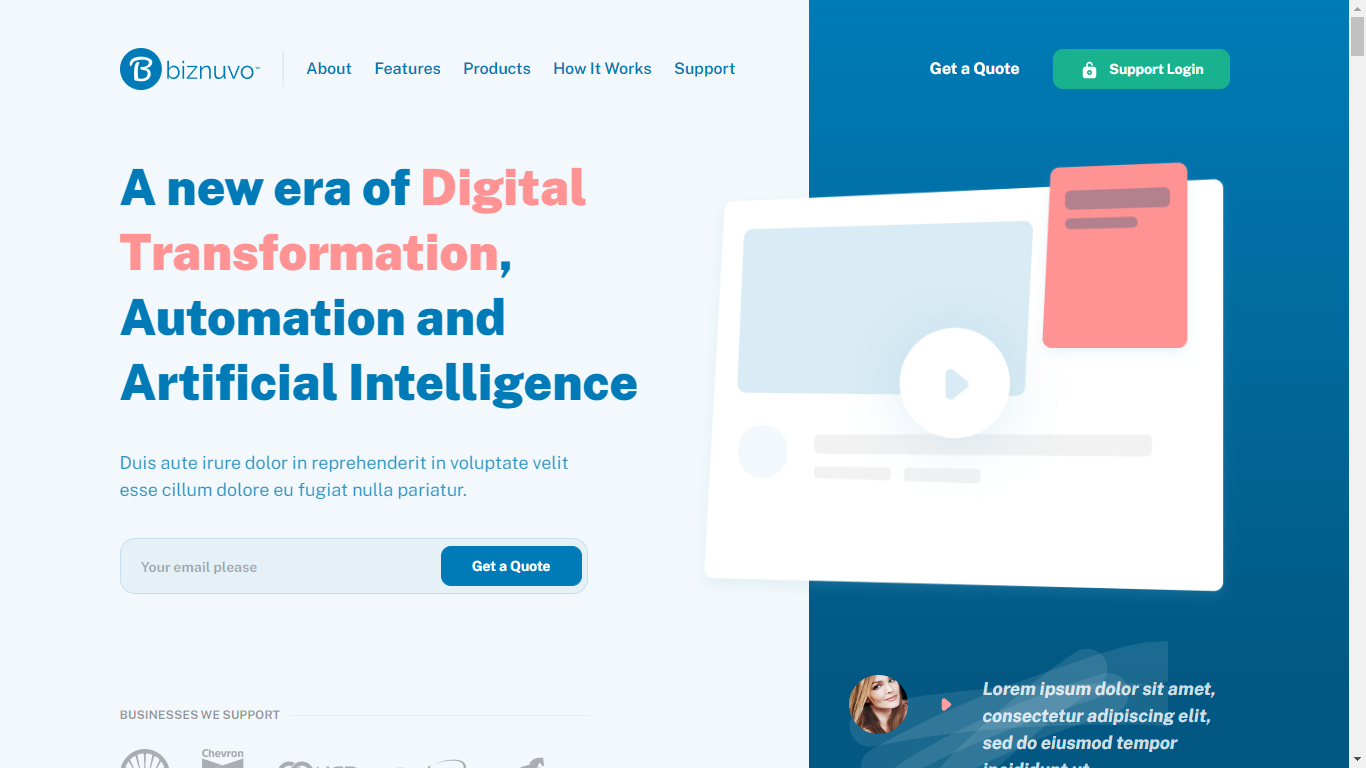 biznuvo™
About
Features
Products
How It Works
Support
Get a Quote
Support Login
A new era of Digital
Transformation,
Automation and
Artificial Intelligence
Duis aute irure dolor in reprehenderit in voluptate velit
esse cillum dolore eu fugiat nulla pariatur.
Your email please
Get a Quote
BUSINESSES WE SUPPORT
Chevron
Lorem ipsum dolor sit amet,
consectetur adipiscing elit,
sed do eiusmod tempor
incididunt ut